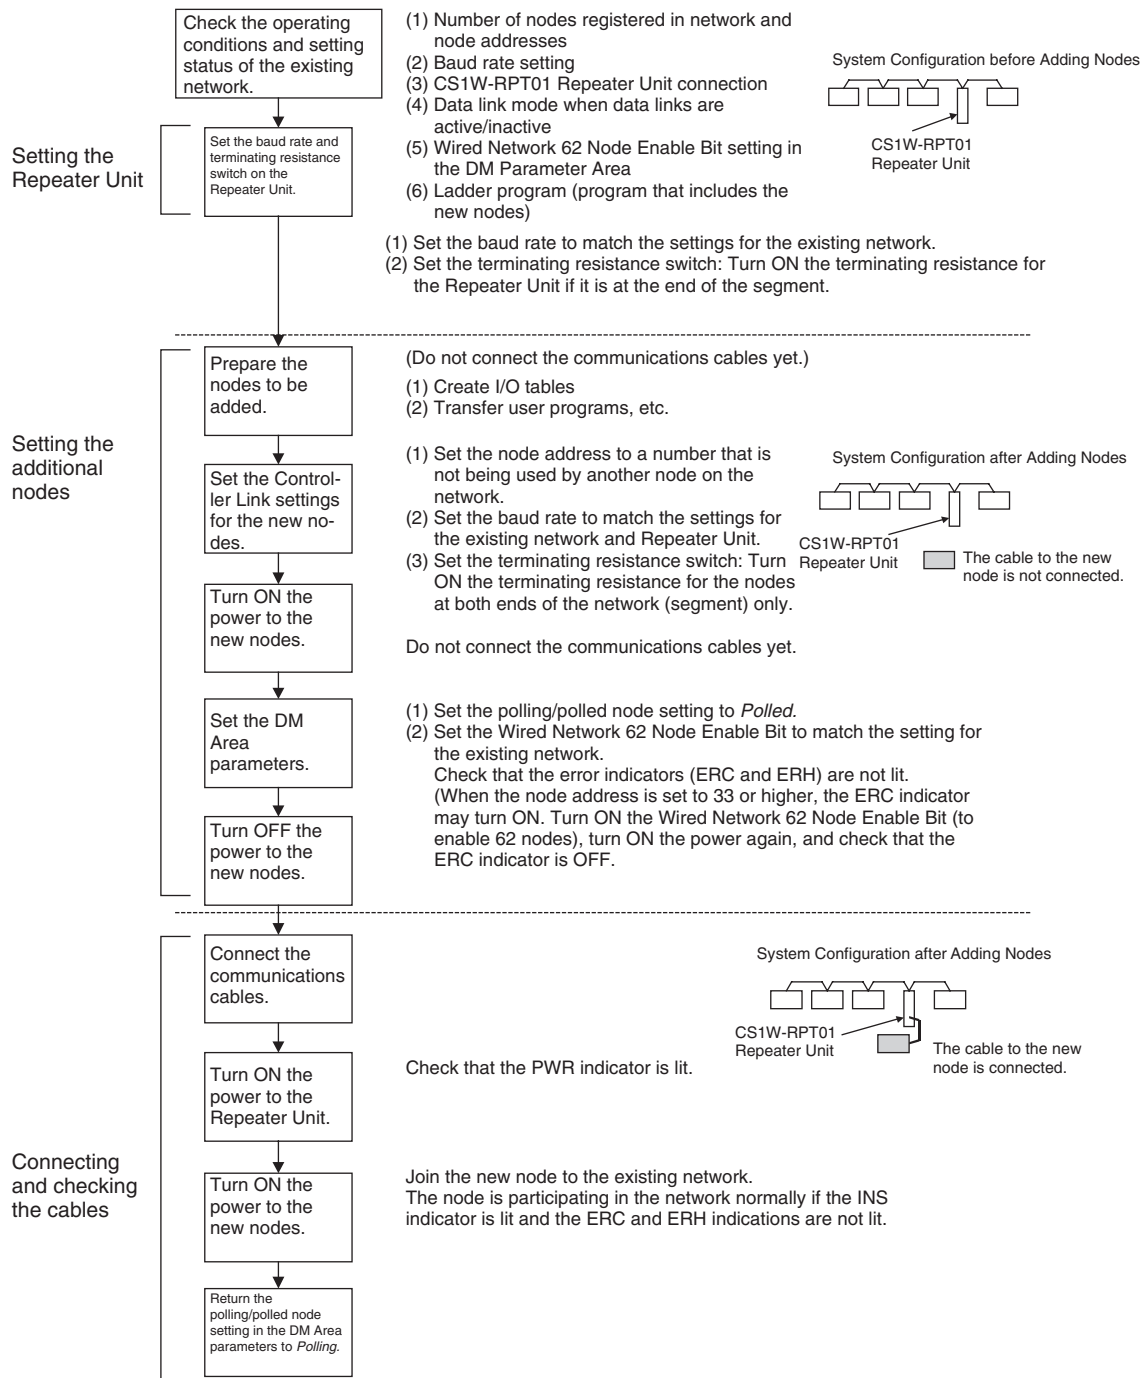 Check the operating
conditions and setting
status of the existing
network.
(1) Number of nodes registered in network and
node addresses
(2) Baud rate setting
(3) CS1W-RPT01 Repeater Unit connection
(4) Data link mode when data links are
active/inactive
(5) Wired Network 62 Node Enable Bit setting in
the DM Parameter Area
(6) Ladder program (program that includes the
new nodes)
System Configuration before Adding Nodes
CS1W-RPT01
Repeater Unit
Setting the
Repeater Unit
Set the baud rate and
terminating resistance
switch on the
Repeater Unit.
(1) Set the baud rate to match the settings for the existing network.
(2) Set the terminating resistance switch: Turn ON the terminating resistance for
the Repeater Unit if it is at the end of the segment.
Setting the
additional
nodes
Prepare the
nodes to be
added.
(Do not connect the communications cables yet.)
(1) Create I/O tables
(2) Transfer user programs, etc.
Set the Control-
ler Link settings
for the new no-
des.
(1) Set the node address to a number that is
not being used by another node on the
network.
(2) Set the baud rate to match the settings for
the existing network and Repeater Unit.
(3) Set the terminating resistance switch: Turn
ON the terminating resistance for the nodes
at both ends of the network (segment) only.
System Configuration after Adding Nodes
CS1W-RPT01
Repeater Unit
The cable to the new
node is not connected.
Turn ON the
power to the
new nodes.
Do not connect the communications cables yet.
Set the DM
Area
parameters.
(1) Set the polling/polled node setting to Polled.
(2) Set the Wired Network 62 Node Enable Bit to match the setting for
the existing network.
Check that the error indicators (ERC and ERH) are not lit.
(When the node address is set to 33 or higher, the ERC indicator
may turn ON. Turn ON the Wired Network 62 Node Enable Bit (to
enable 62 nodes), turn ON the power again, and check that the
ERC indicator is OFF.
Turn OFF the
power to the
new nodes.
Connecting
and checking
the cables
Connect the
communications
cables.
System Configuration after Adding Nodes
CS1W-RPT01
Repeater Unit
The cable to the new
node is connected.
Turn ON the
power to the
Repeater Unit.
Check that the PWR indicator is lit.
Turn ON the
power to the
new nodes.
Join the new node to the existing network.
The node is participating in the network normally if the INS
indicator is lit and the ERC and ERH indications are not lit.
Return the
polling/polled node
setting in the DM Area
parameters to Polling.